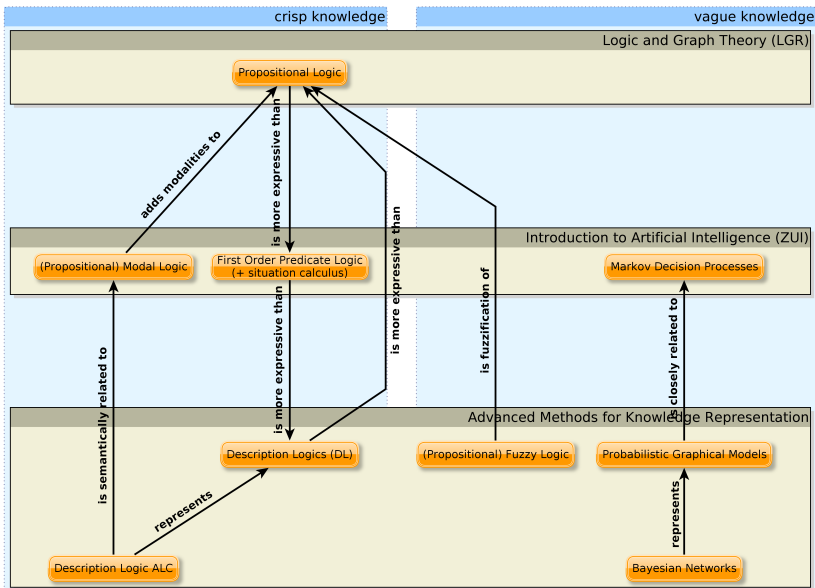 crisp knowledge
vague knowledge
Logic and Graph Theory (LGR)
Propositional Logic
adds modalities to
is more expressive than
is more expressive than
is fuzzification of
Introduction to Artificial Intelligence (ZUI)
(Propositional) Modal Logic
First Order Predicate Logic
(+ situation calculus)
Markov Decision Processes
is semantically related to
is more expressive than
is closely related to
Advanced Methods for Knowledge Representation
Description Logics (DL)
(Propositional) Fuzzy Logic
Probabilistic Graphical Models
represents
represents
Description Logic ALC
Bayesian Networks